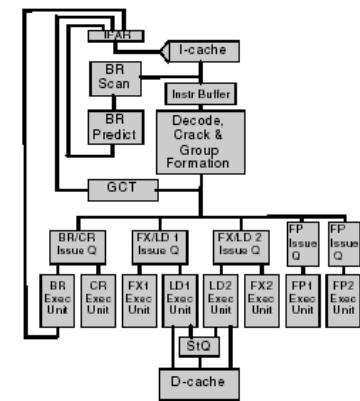 IFAR
I-cache
BR
Scan
Instr Buffer
BR
Predict
Decode,
Crack &
Group
Formation
GCT
BR/CR
Issue Q
FX/LD 1
Issue Q
FX/LD 2
Issue Q
FP
Issue
Q
FP
Issue
Q
BR
Exec
Unit
CR
Exec
Unit
FX1
Exec
Unit
LD1
Exec
Unit
LD2
Exec
Unit
FX2
Exec
Unit
FP1
Exec
Unit
FP2
Exec
Unit
StQ
D-cache